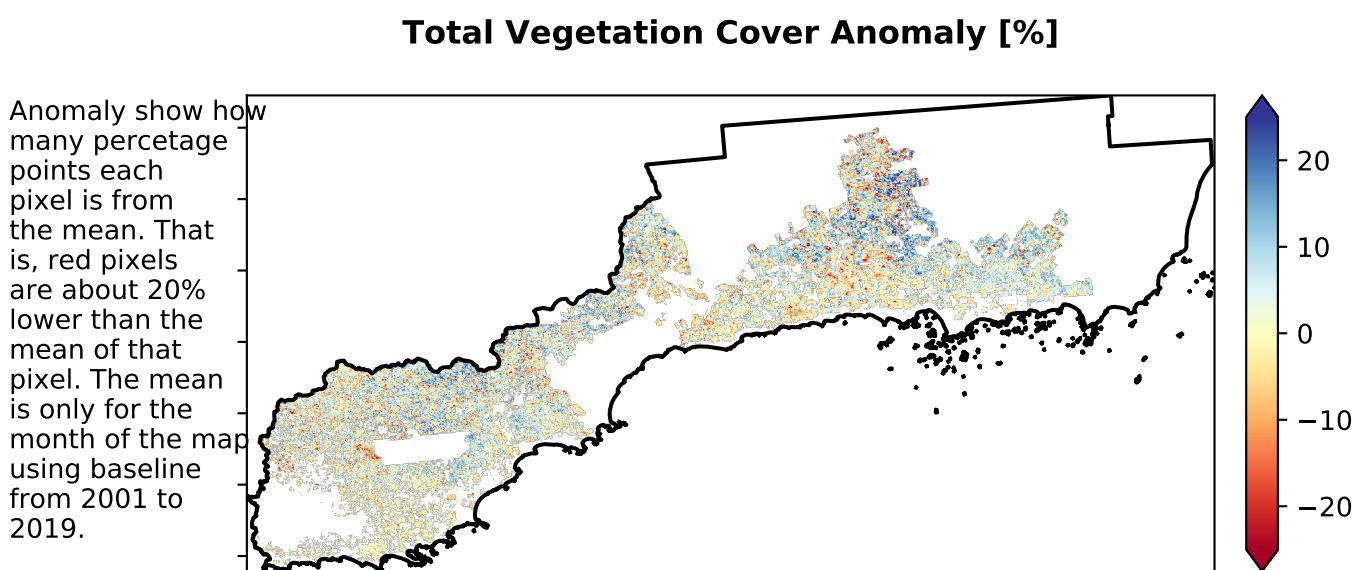 Total Vegetation Cover Anomaly [%]
Anomaly show how
many percetage
points each
pixel is from
the mean. That
is, red pixels
are about 20%
lower than the
mean of that
pixel. The mean
is only for the
month of the map
using baseline
from 2001 to
2019.
20
10
0
−10
−20